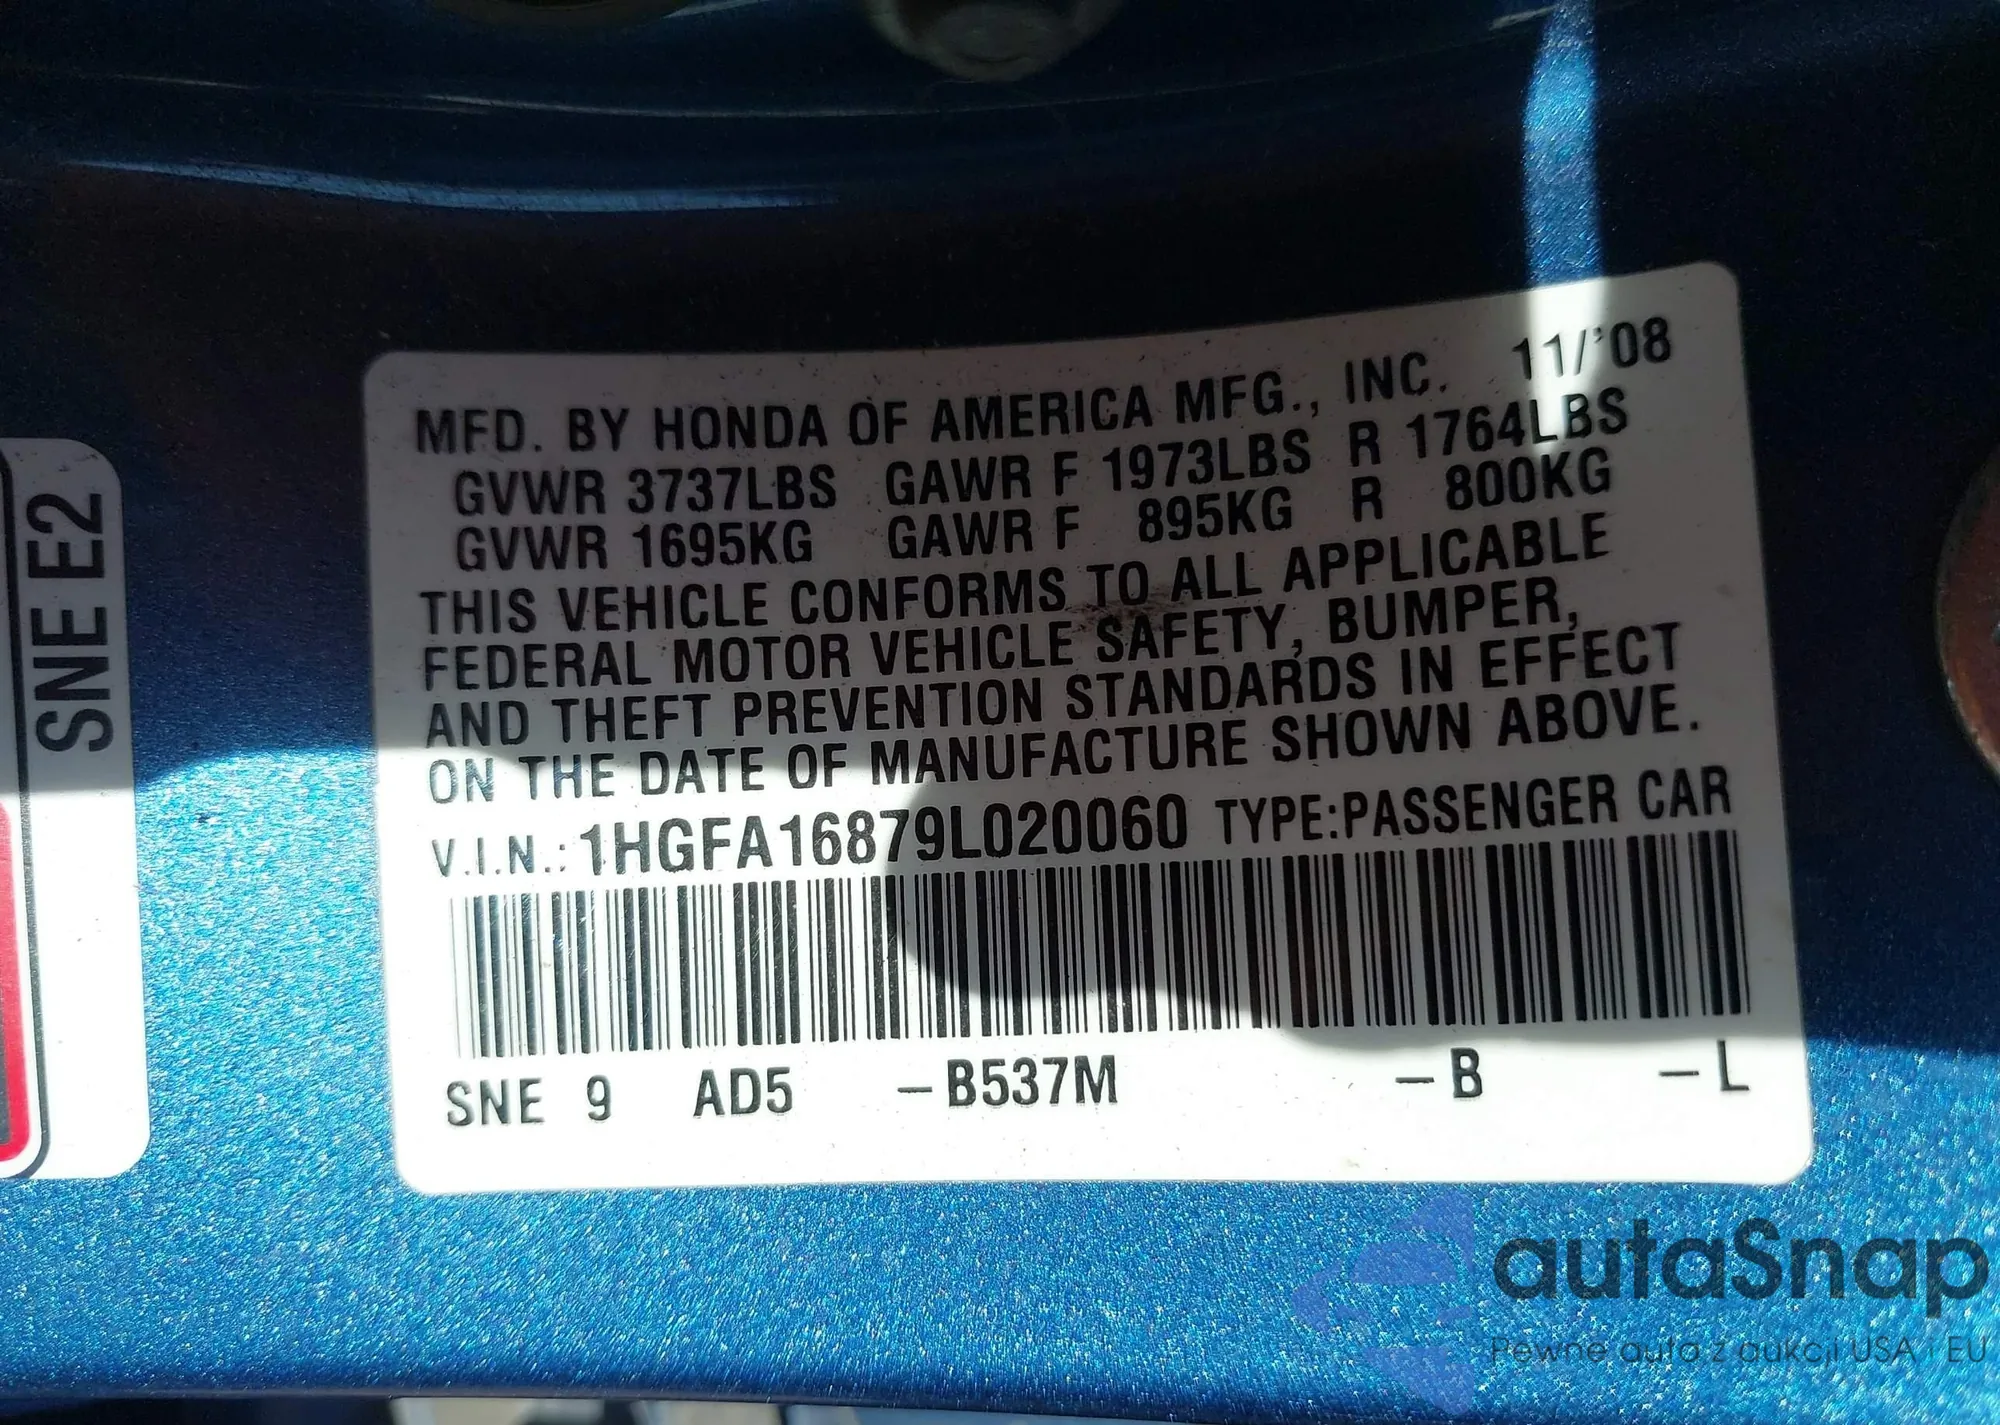 MFD. BY HONDA OF AMERICA MFG., INC. 11/'08
GVWR 3737LBS GAWR F 1973LBS R 1764LBS
GVWR 1695KG GAWR F 895KG R 800KG
THIS VEHICLE CONFORMS TO ALL APPLICABLE
FEDERAL MOTOR VEHICLE SAFETY, BUMPER,
AND THEFT PREVENTION STANDARDS IN EFFECT
ON THE DATE OF MANUFACTURE SHOWN ABOVE.
V.I.N.: 1HGFA16879L020060 TYPE:PASSENGER CAR
SNE 9 AD5 –B537M –B –L
SNE E2
autaSnap
Pewne auta z aukcji USA i EU